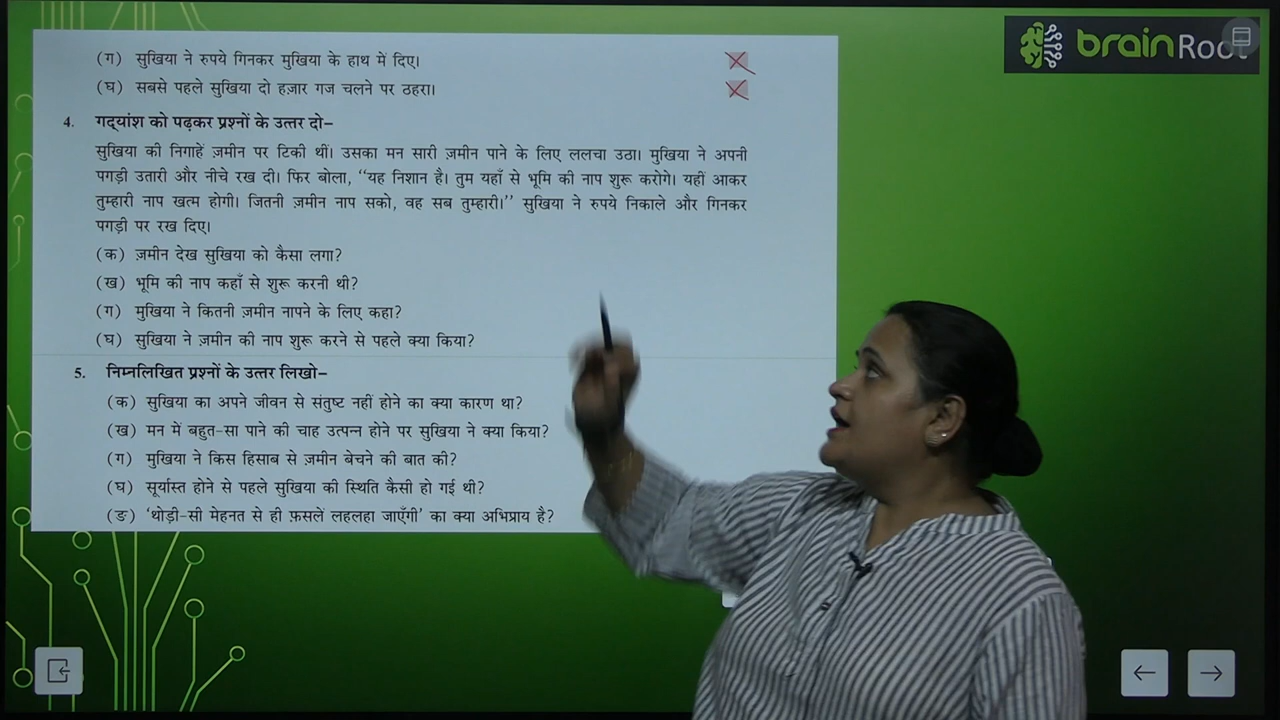 brainRoot
(ग) सुखिया ने रुपये गिनकर मुखिया के हाथ में दिए।
(घ) सबसे पहले सुखिया दो हज़ार गज चलने पर ठहरा।
4. गद्यांश को पढ़कर प्रश्नों के उत्तर दो–
सुखिया की निगाहें ज़मीन पर टिकी थीं। उसका मन सारी ज़मीन पाने के लिए ललचा उठा। मुखिया ने अपनी
पगड़ी उतारी और नीचे रख दी। फिर बोला, ‘‘यह निशान है। तुम यहाँ से भूमि की नाप शुरू करोगे। यहीं आकर
तुम्हारी नाप खत्म होगी। जितनी ज़मीन नाप सको, वह सब तुम्हारी।’’ सुखिया ने रुपये निकाले और गिनकर
पगड़ी पर रख दिए।
(क) ज़मीन देख सुखिया को कैसा लगा?
(ख) भूमि की नाप कहाँ से शुरू करनी थी?
(ग) मुखिया ने कितनी ज़मीन नापने के लिए कहा?
(घ) सुखिया ने ज़मीन की नाप शुरू करने से पहले क्या किया?
5. निम्नलिखित प्रश्नों के उत्तर लिखो–
(क) सुखिया का अपने जीवन से संतुष्ट नहीं होने का क्या कारण था?
(ख) मन में बहुत-सा पाने की चाह उत्पन्न होने पर सुखिया ने क्या किया?
(ग) मुखिया ने किस हिसाब से ज़मीन बेचने की बात की?
(घ) सूर्यास्त होने से पहले सुखिया की स्थिति कैसी हो गई थी?
(ङ) ‘थोड़ी-सी मेहनत से ही फ़सलें लहलहा जाएँगी’ का क्या अभिप्राय है?